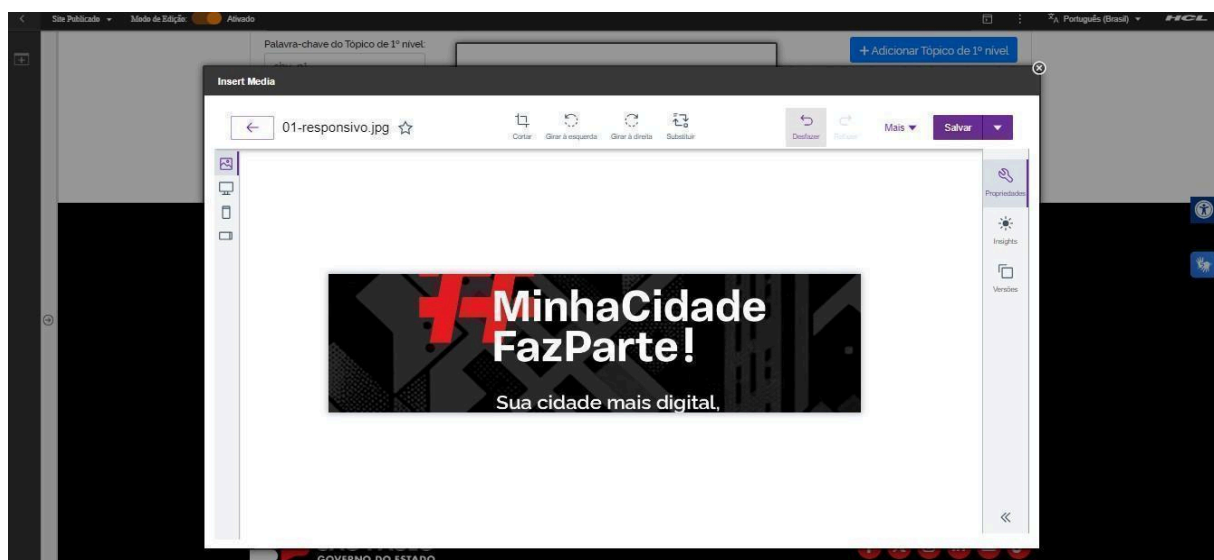 Site Publicado
Modo de Edição:
Ativado
Português (Brasil)
HCL
Palavra-chave do Tópico de 1º nível:
+ Adicionar Tópico de 1º nível
Insert Media
01-responsivo.jpg
Cortar
Girar à esquerda
Girar à direita
Substituir
Desfazer
Mais
Salvar
Propriedades
Insights
Versões
#MinhaCidade
FazParte!
Sua cidade mais digital,
GOVERNO DO ESTADO